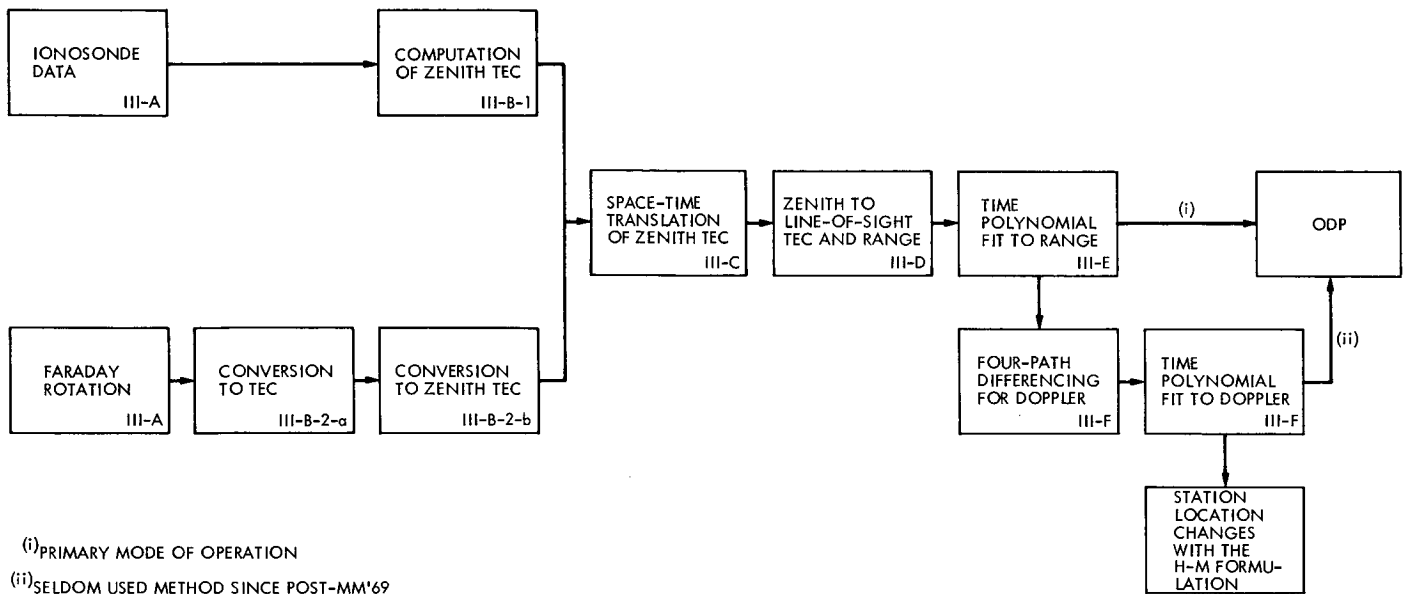 IONOSONDE
DATA
III-A
COMPUTATION
OF ZENITH TEC
III-B-1
SPACE-TIME
TRANSLATION
OF ZENITH TEC
III-C
ZENITH TO
LINE-OF-SIGHT
TEC AND RANGE
III-D
TIME
POLYNOMIAL
FIT TO RANGE
III-E
(i)
ODP
FARADAY
ROTATION
III-A
CONVERSION
TO TEC
III-B-2-a
CONVERSION
TO ZENITH TEC
III-B-2-b
FOUR-PATH
DIFFERENCING
FOR DOPPLER
III-F
TIME
POLYNOMIAL
FIT TO DOPPLER
III-F
(ii)
STATION
LOCATION
CHANGES
WITH THE
H-M FORMU-
LATION
(i)PRIMARY MODE OF OPERATION
(ii)SELDOM USED METHOD SINCE POST-MM'69